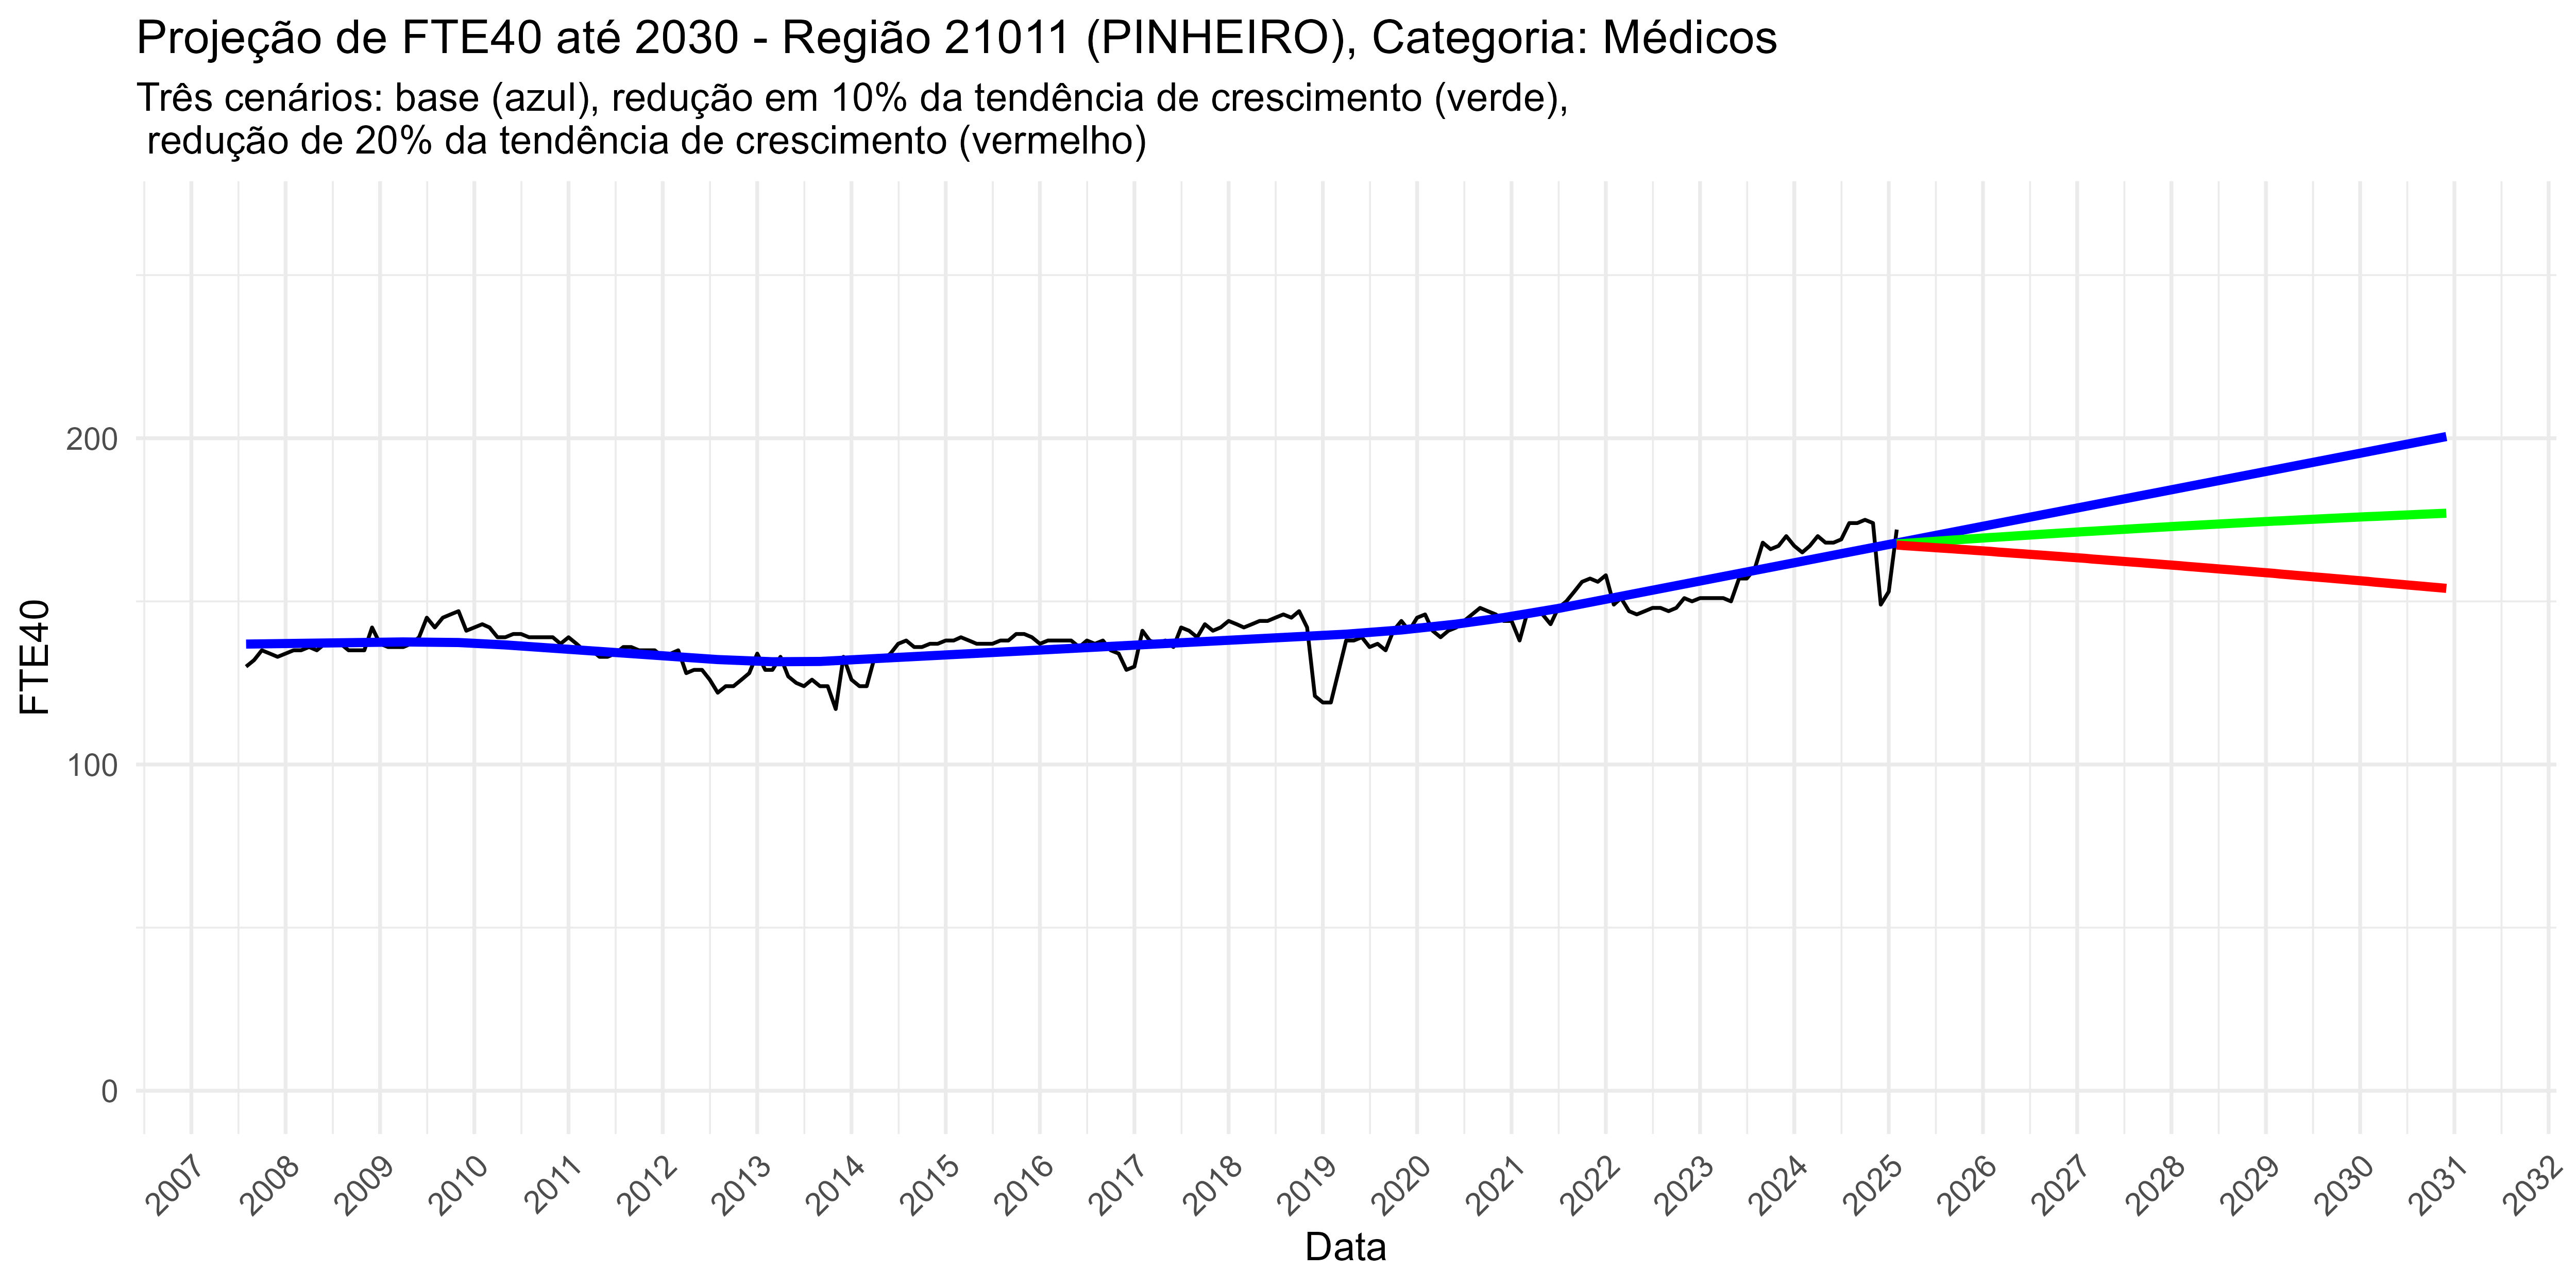 Projeção de FTE40 até 2030 - Região 21011 (PINHEIRO), Categoria: Médicos
Três cenários: base (azul), redução em 10% da tendência de crescimento (verde),
redução de 20% da tendência de crescimento (vermelho)
FTE40
200
100
0
2007 2008 2009 2010 2011 2012 2013 2014 2015 2016 2017 2018 2019 2020 2021 2022 2023 2024 2025 2026 2027 2028 2029 2030 2031 2032
Data